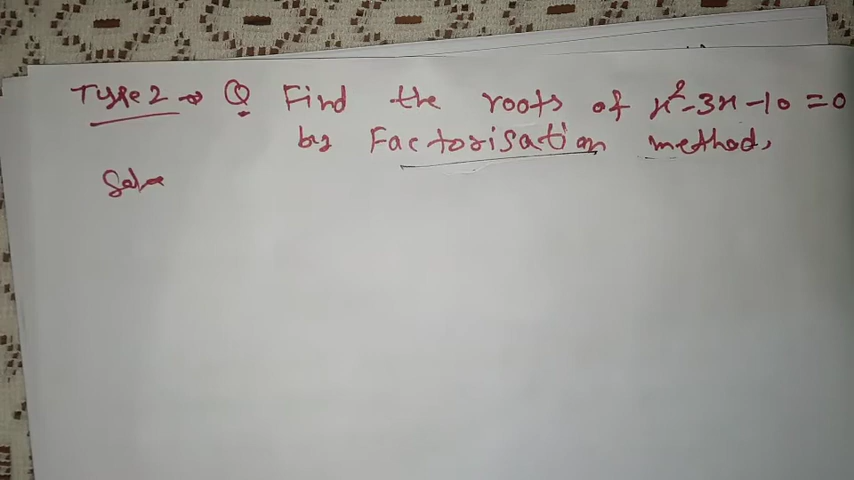 Type 2 → Q Find the roots of x²-3x-10=0
by Factorisation method,
Soln